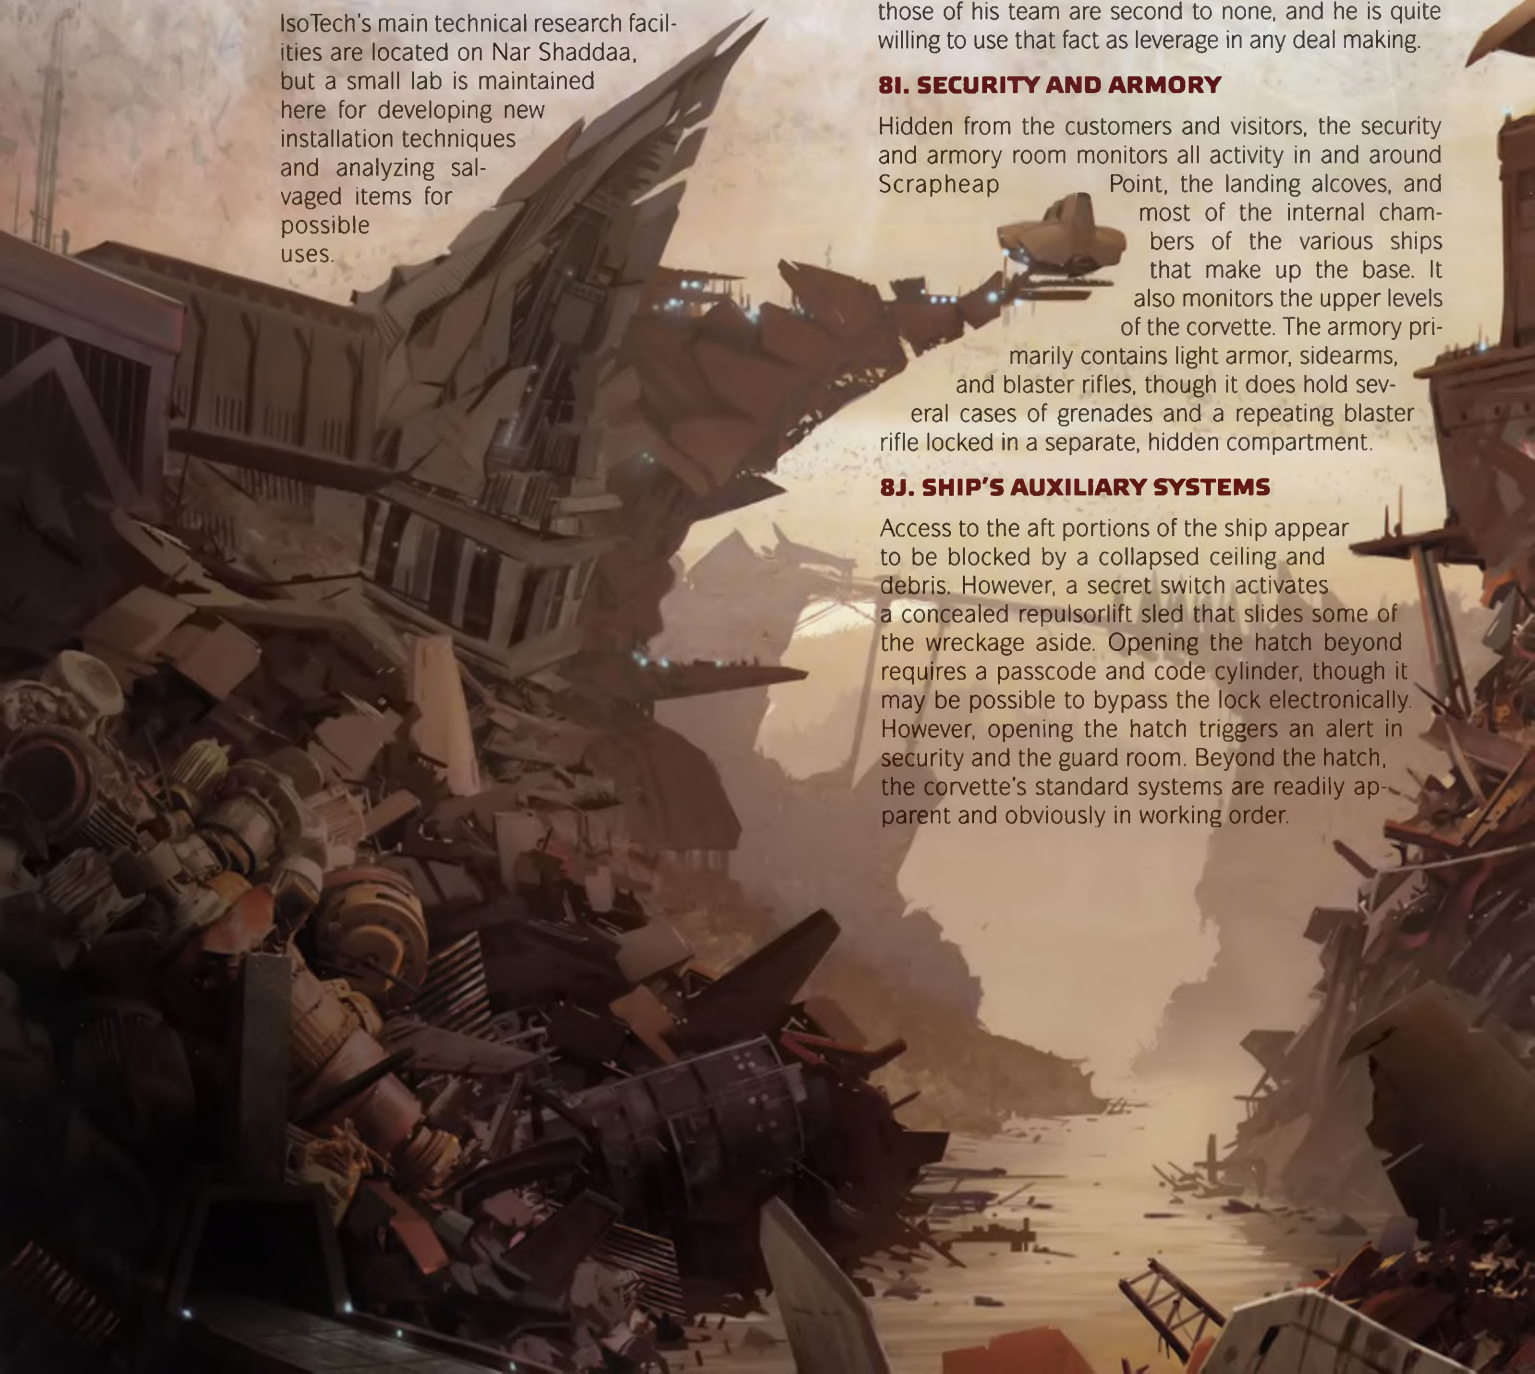 IsoTech's main technical research facil-
ities are located on Nar Shaddaa,
but a small lab is maintained
here for developing new
installation techniques
and analyzing sal-
vaged items for
possible
uses.
those of his team are second to none, and he is quite
willing to use that fact as leverage in any deal making.
8I. SECURITY AND ARMORY
Hidden from the customers and visitors, the security
and armory room monitors all activity in and around
Scrapheap Point, the landing alcoves, and
most of the internal cham-
bers of the various ships
that make up the base. It
also monitors the upper levels
of the corvette. The armory pri-
marily contains light armor, sidearms,
and blaster rifles, though it does hold sev-
eral cases of grenades and a repeating blaster
rifle locked in a separate, hidden compartment.
8J. SHIP'S AUXILIARY SYSTEMS
Access to the aft portions of the ship appear
to be blocked by a collapsed ceiling and
debris. However, a secret switch activates
a concealed repulsorlift sled that slides some of
the wreckage aside. Opening the hatch beyond
requires a passcode and code cylinder, though it
may be possible to bypass the lock electronically.
However, opening the hatch triggers an alert in
security and the guard room. Beyond the hatch,
the corvette's standard systems are readily ap-
parent and obviously in working order.